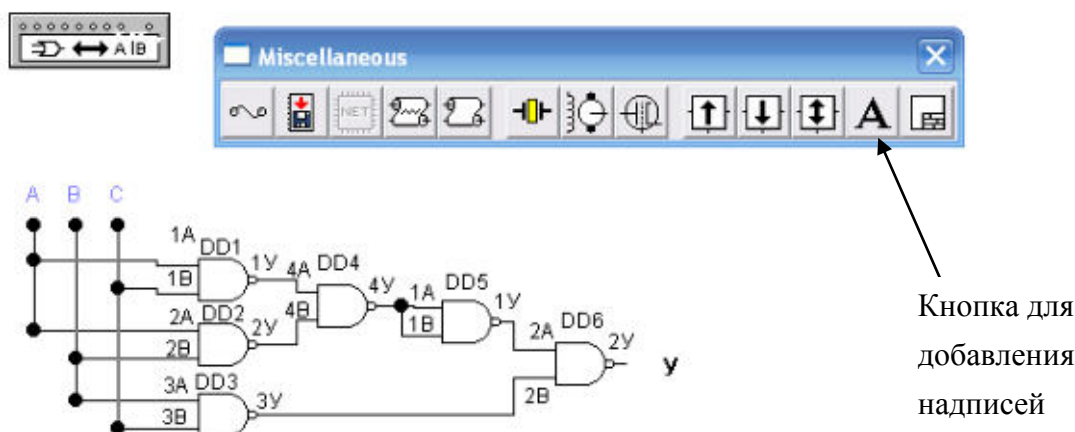 A|B
Miscellaneous
NET
A
A B C
1A DD1
1B 1У 4A DD4
4У 1A DD5
2A DD2 2У 4B 1B 1У 2A DD6
2B 2У У
3A DD3 3У 2B
3B
Кнопка для
добавления
надписей